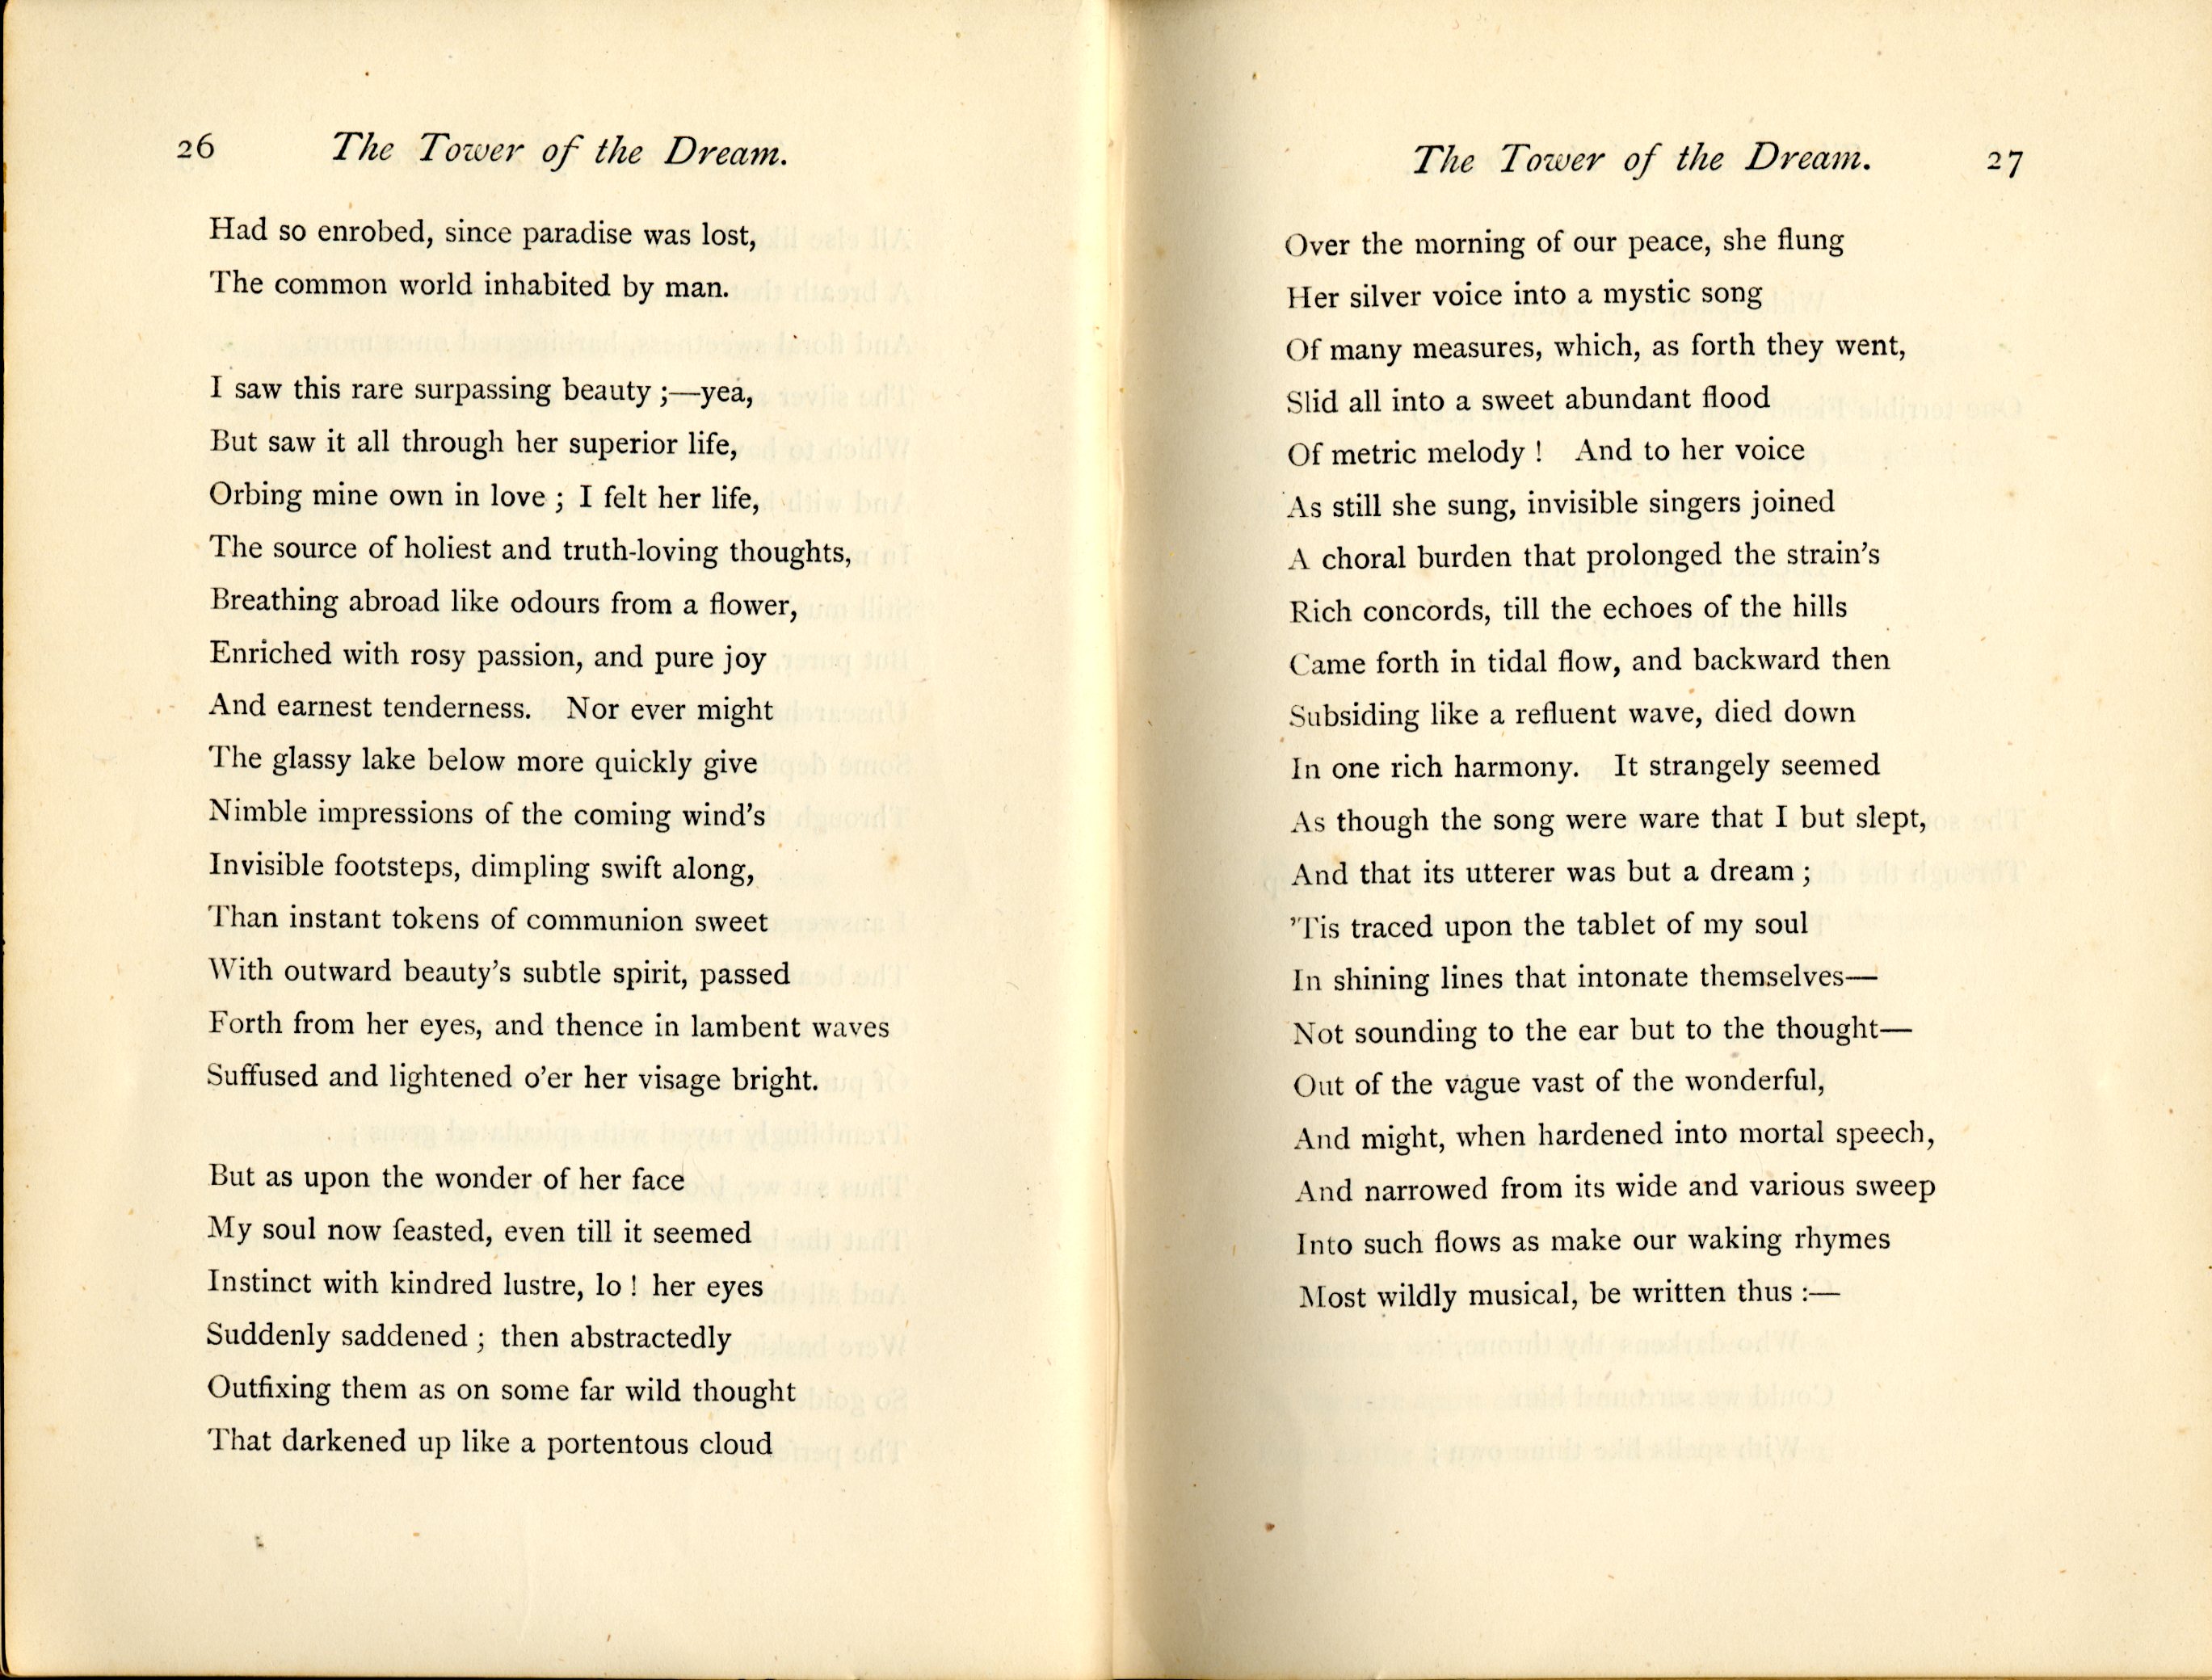 26 The Tower of the Dream.
Had so enrobed, since paradise was lost,
The common world inhabited by man.
I saw this rare surpassing beauty ;—yea,
But saw it all through her superior life,
Orbing mine own in love ; I felt her life,
The source of holiest and truth-loving thoughts,
Breathing abroad like odours from a flower,
Enriched with rosy passion, and pure joy
And earnest tenderness. Nor ever might
The glassy lake below more quickly give
Nimble impressions of the coming wind's
Invisible footsteps, dimpling swift along,
Than instant tokens of communion sweet
With outward beauty's subtle spirit, passed
Forth from her eyes, and thence in lambent waves
Suffused and lightened o'er her visage bright.
But as upon the wonder of her face
My soul now feasted, even till it seemed
Instinct with kindred lustre, lo ! her eyes
Suddenly saddened ; then abstractedly
Outfixing them as on some far wild thought
That darkened up like a portentous cloud
The Tower of the Dream. 27
Over the morning of our peace, she flung
Her silver voice into a mystic song
Of many measures, which, as forth they went,
Slid all into a sweet abundant flood
Of metric melody ! And to her voice
As still she sung, invisible singers joined
A choral burden that prolonged the strain's
Rich concords, till the echoes of the hills
Came forth in tidal flow, and backward then
Subsiding like a refluent wave, died down
In one rich harmony. It strangely seemed
As though the song were ware that I but slept,
And that its utterer was but a dream ;
'Tis traced upon the tablet of my soul
In shining lines that intonate themselves—
Not sounding to the ear but to the thought—
Out of the vague vast of the wonderful,
And might, when hardened into mortal speech,
And narrowed from its wide and various sweep
Into such flows as make our waking rhymes
Most wildly musical, be written thus :—